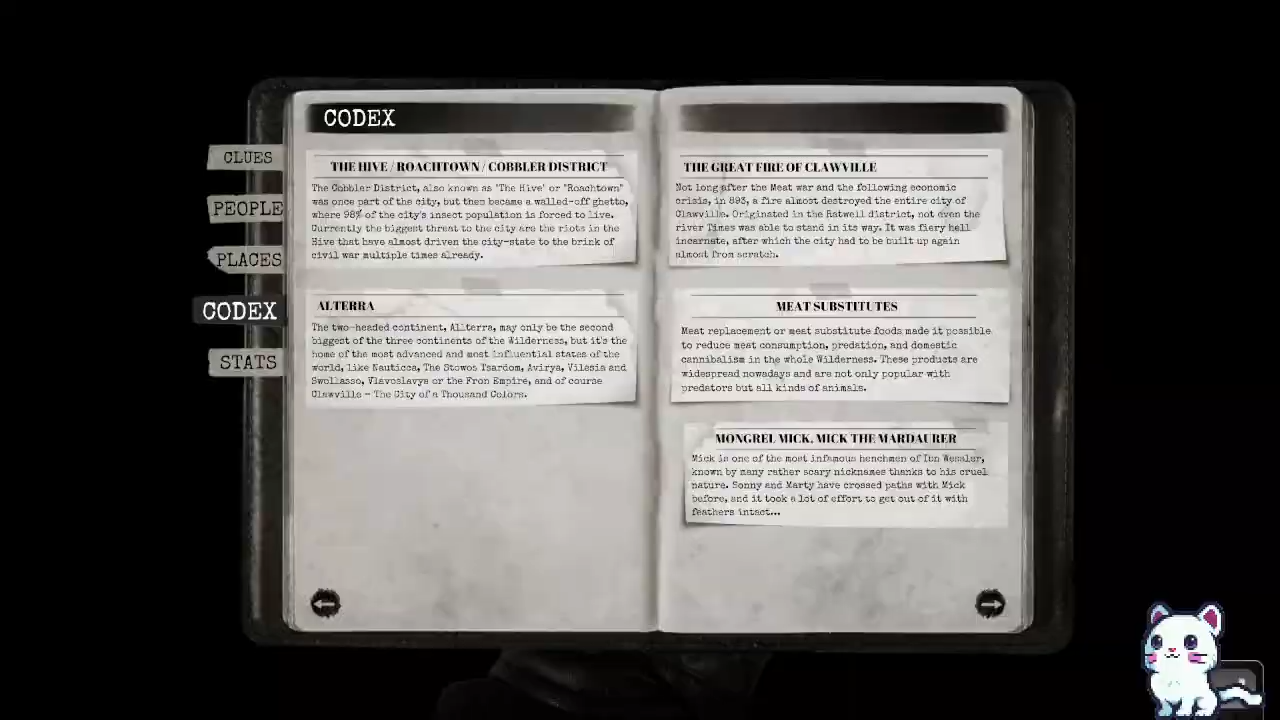 CODEX
CLUES
PEOPLE
PLACES
CODEX
STATS
THE HIVE / ROACHTOWN / COBBLER DISTRICT
The Cobbler District, also known as "The Hive" or "Roachtown"
was once part of the city, but then became a walled-off ghetto,
where 98% of the city's insect population is forced to live.
Currently the biggest threat to the city are the riots in the
Hive that have almost driven the city-state to the brink of
civil war multiple times already.
ALTERRA
The two-headed continent, Allterra, may only be the second
biggest of the three continents of the Wilderness, but it's the
home of the most advanced and most influential states of the
world, like Nauticca, The Stowos Tsardom, Avirya, Vilesia and
Swollasso, Vlavoslavye or the Fron Empire, and of course
Clawville - The City of a Thousand Colors.
THE GREAT FIRE OF CLAWVILLE
Not long after the Meat war and the following economic
crisis, in 893, a fire almost destroyed the entire city of
Clawville. Originated in the Ratwell district, not even the
river Times was able to stand in its way. It was fiery hell
incarnate, after which the city had to be built up again
almost from scratch.
MEAT SUBSTITUTES
Meat replacement or meat substitute foods made it possible
to reduce meat consumption, predation, and domestic
cannibalism in the whole Wilderness. These products are
widespread nowadays and are not only popular with
predators but all kinds of animals.
MONGREL MICK, MICK THE MARDAURER
Mick is one of the most infamous henchmen of Ibn Wessler,
known by many rather scary nicknames thanks to his cruel
nature. Sonny and Marty have crossed paths with Mick
before, and it took a lot of effort to get out of it with
feathers intact...